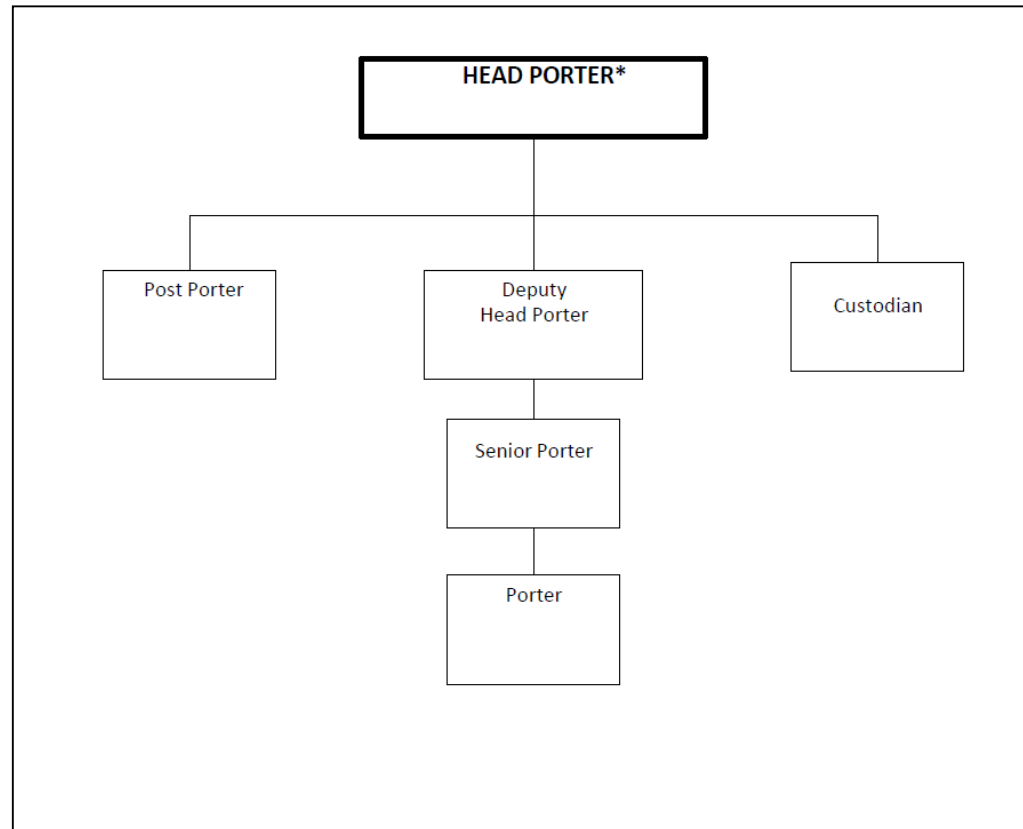 HEAD PORTER*
Post Porter
Deputy
Head Porter
Custodian
Senior Porter
Porter